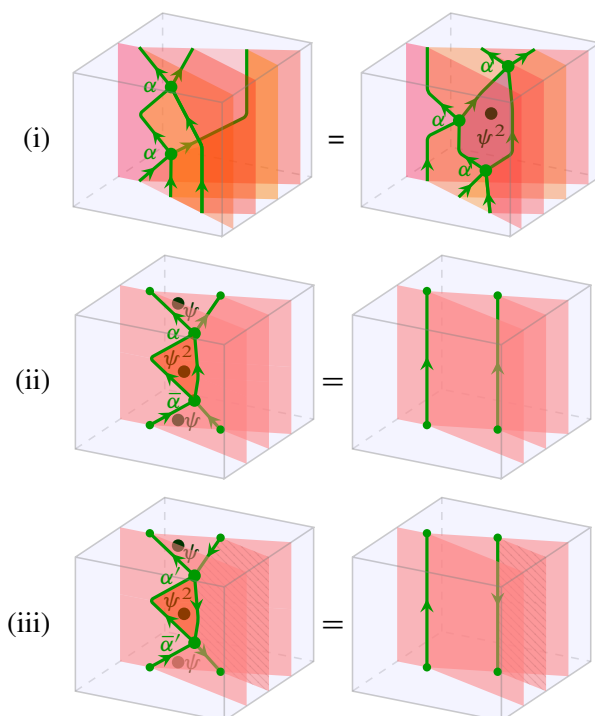 (i)
α
α
=
α
α
α
ψ²
(ii)
ψ
α
ψ²
ᾱ
ψ
=
(iii)
ψ
α′
ψ²
ᾱ′
ψ
=